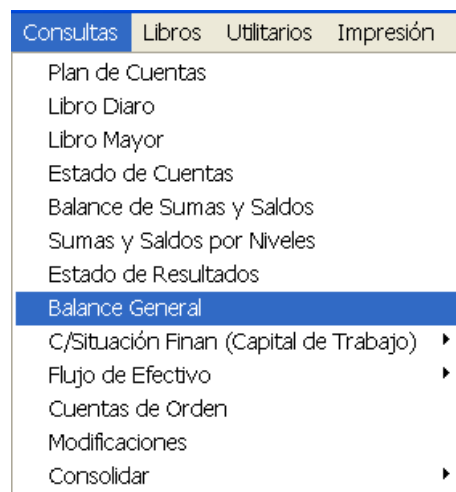 Consultas Libros Utilitarios Impresión
Plan de Cuentas
Libro Diaro
Libro Mayor
Estado de Cuentas
Balance de Sumas y Saldos
Sumas y Saldos por Niveles
Estado de Resultados
Balance General
C/Situación Finan (Capital de Trabajo)
Flujo de Efectivo
Cuentas de Orden
Modificaciones
Consolidar